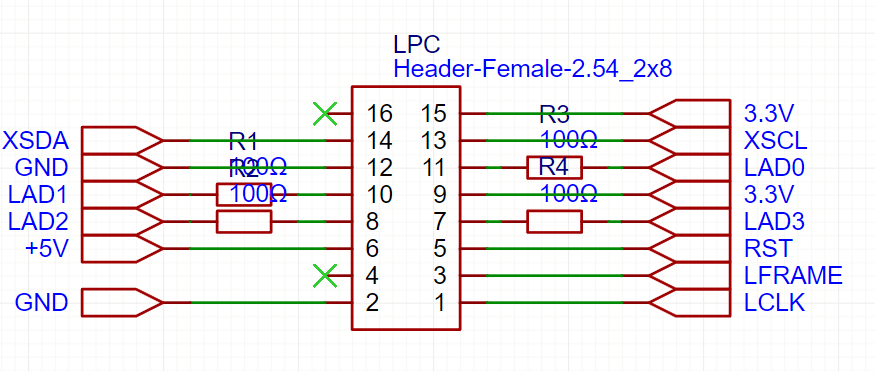 LPC
Header-Female-2.54_2x8
16 15 R3 3.3V
XSDA R1 14 13 100Ω XSCL
GND R2 100Ω 12 11 R4 LAD0
LAD1 100Ω 10 9 100Ω 3.3V
LAD2 8 7 LAD3
+5V 6 5 RST
4 3 LFRAME
GND 2 1 LCLK